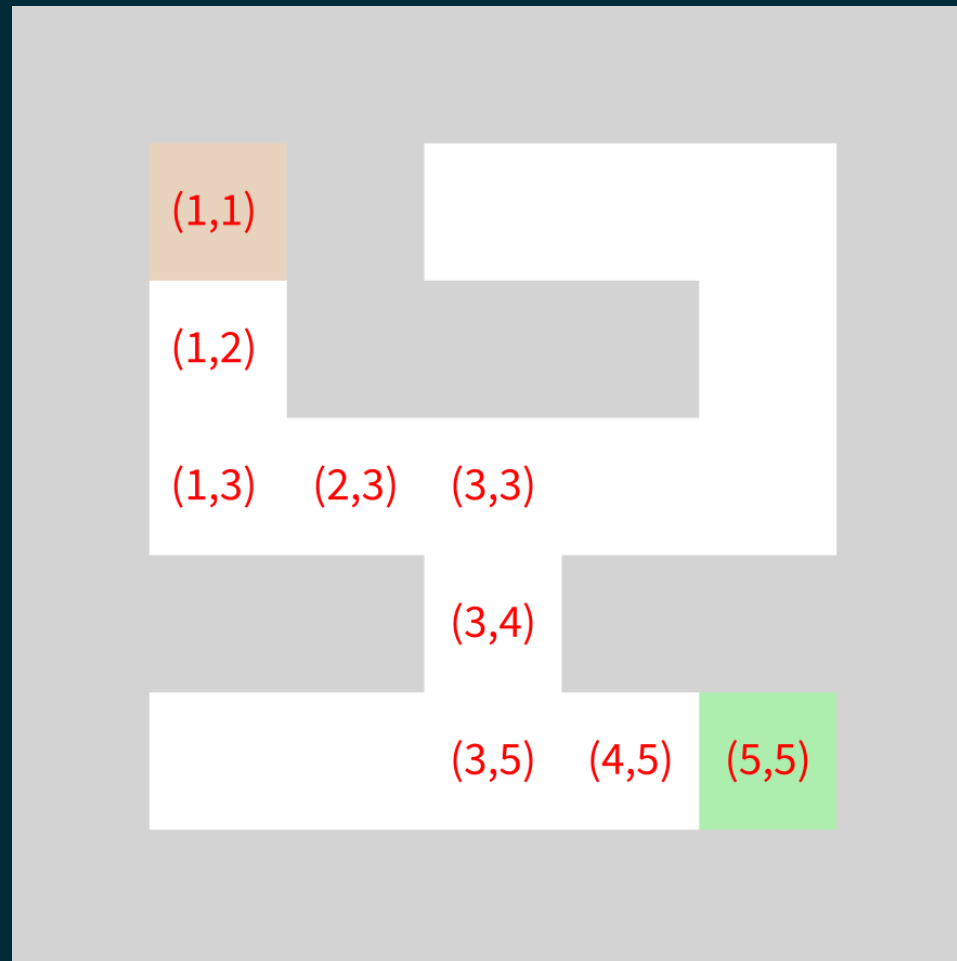 (1,1)
(1,2)
(1,3) (2,3) (3,3)
(3,4)
(3,5) (4,5) (5,5)